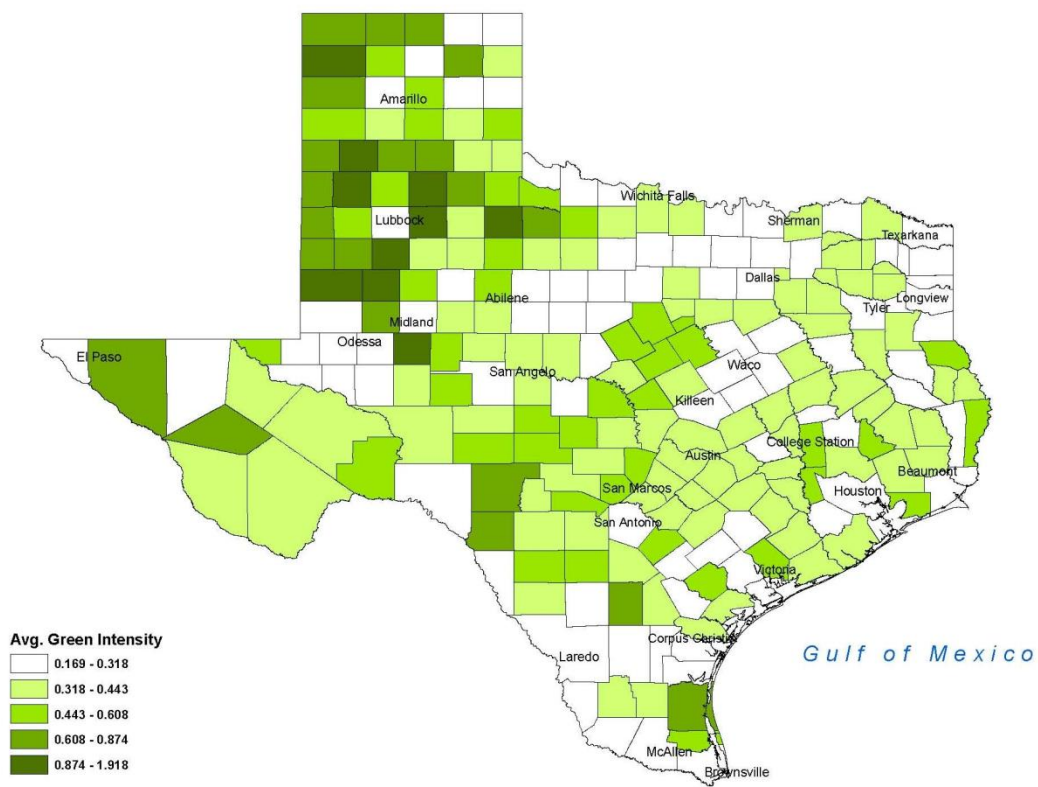 Amarillo
Wichita Falls
Lubbock
Sherman
Texarkana
Dallas
Abilene
Longview
Tyler
Midland
Odessa
El Paso
Waco
San Angelo
Killeen
College Station
Austin
Beaumont
San Marcos
Houston
San Antonio
Victoria
Corpus Christi
Laredo
Gulf of Mexico
McAllen
Brownsville
Avg. Green Intensity
0.169 - 0.318
0.318 - 0.443
0.443 - 0.608
0.608 - 0.874
0.874 - 1.918